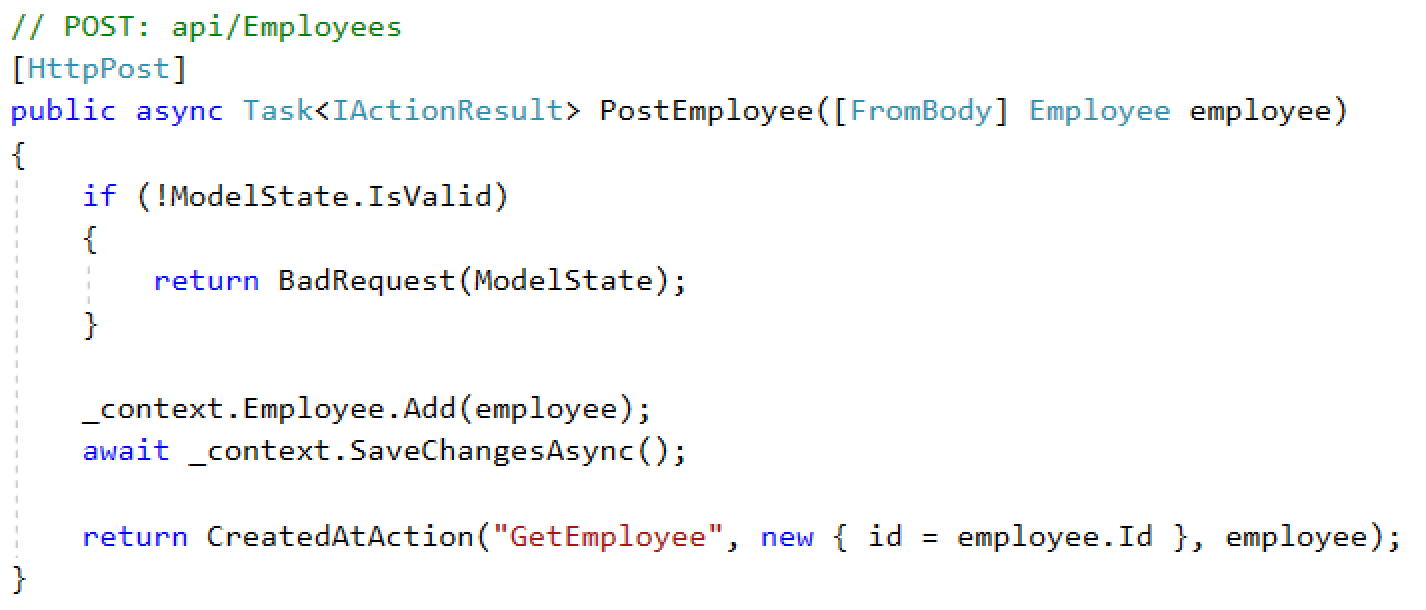 // POST: api/Employees
[HttpPost]
public async Task<IActionResult> PostEmployee([FromBody] Employee employee)
{
    if (!ModelState.IsValid)
    {
        return BadRequest(ModelState);
    }

    _context.Employee.Add(employee);
    await _context.SaveChangesAsync();

    return CreatedAtAction("GetEmployee", new { id = employee.Id }, employee);
}